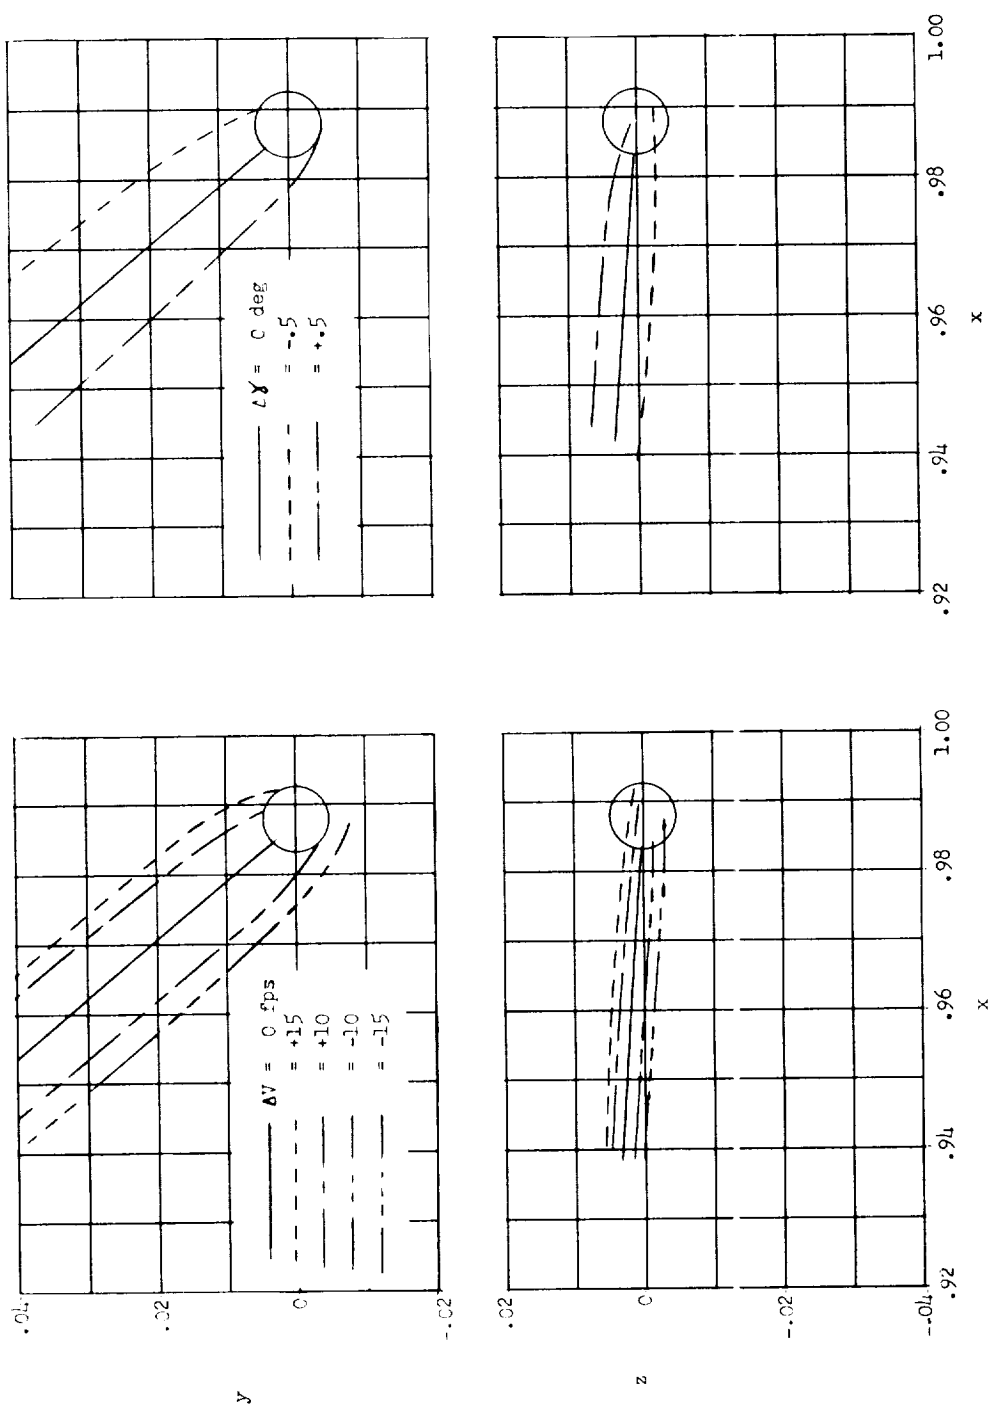 .04
.02
y
0
-.02
ΔV = 0 fps
= +15
= +10
= -10
= -15
Δγ = 0 deg
= -.5
= +.5
.02
z
0
-.02
-.04
.92 .94 .96 .98 1.00
x
.92 .94 .96 .98 1.00
x